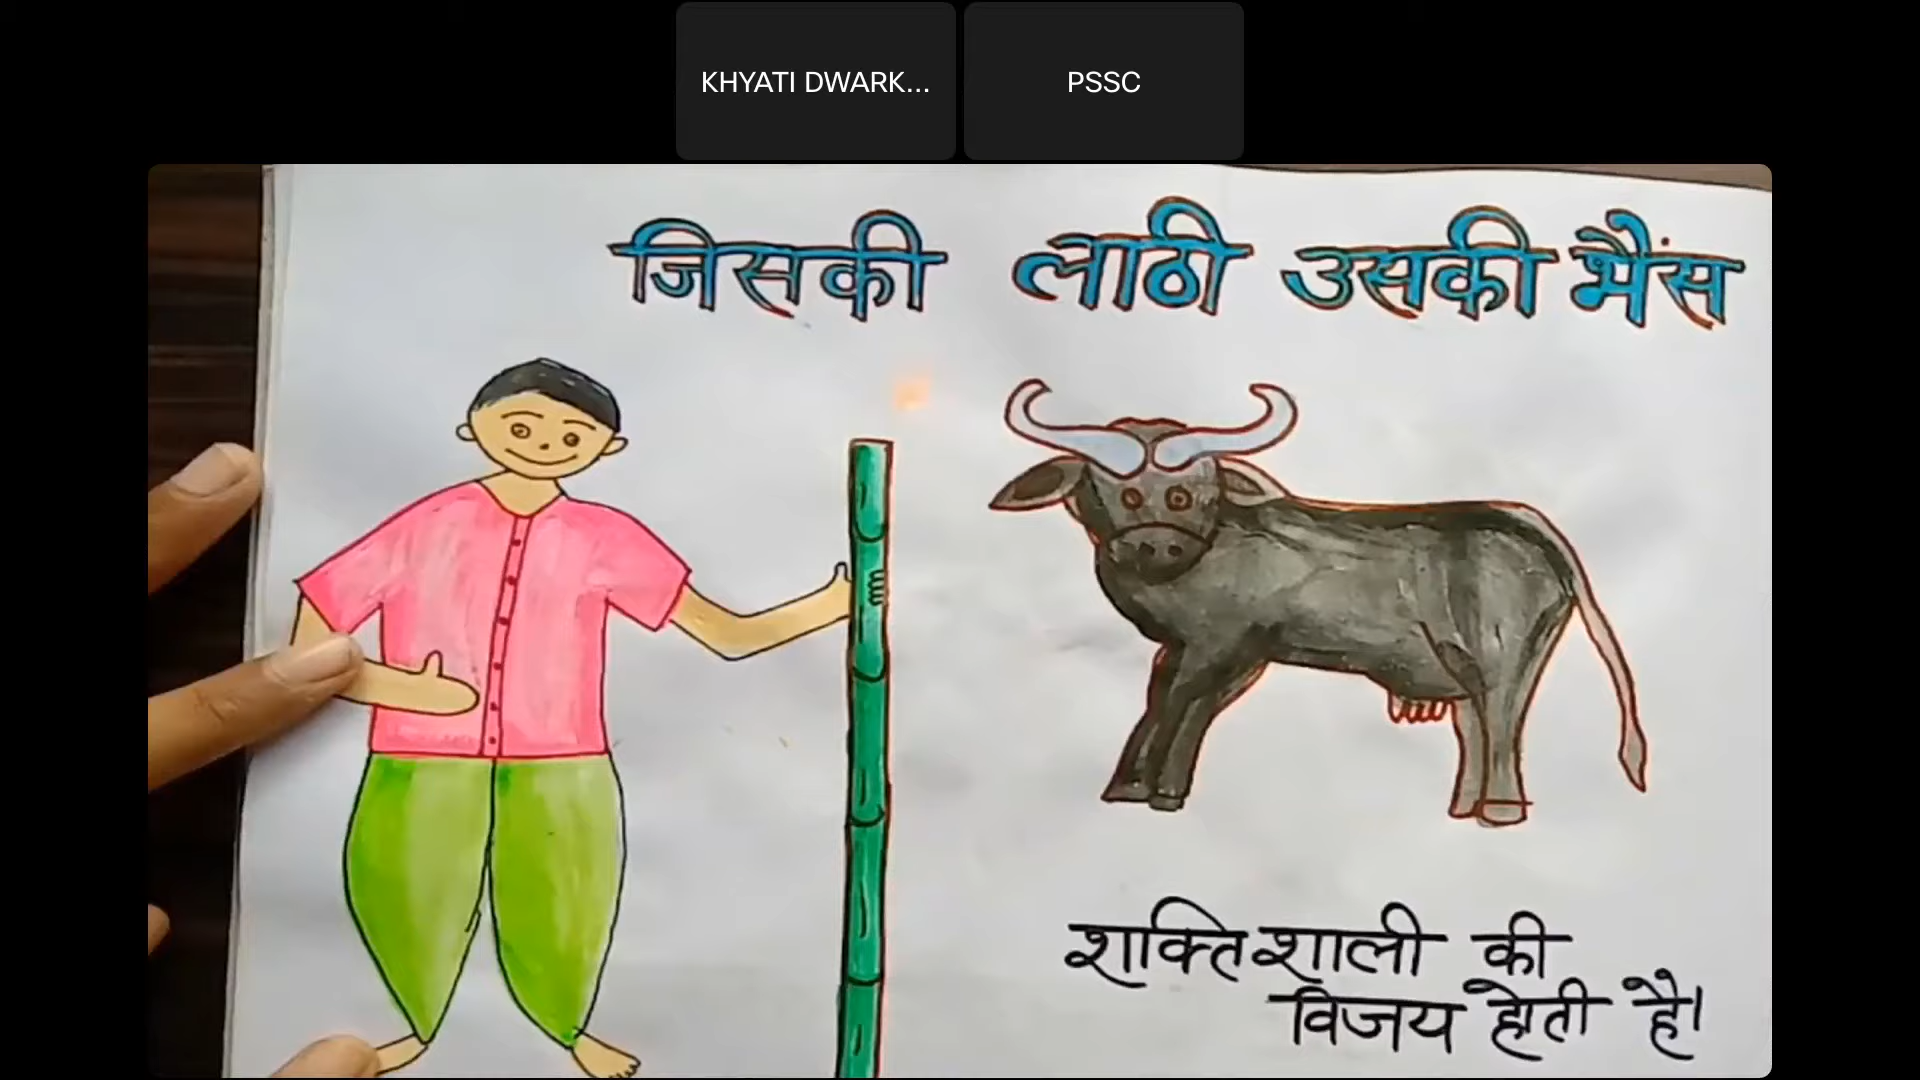 KHYATI DWARK...
PSSC
जिसकी लाठी उसकी भैंस
शक्तिशाली की
विजय होती है।